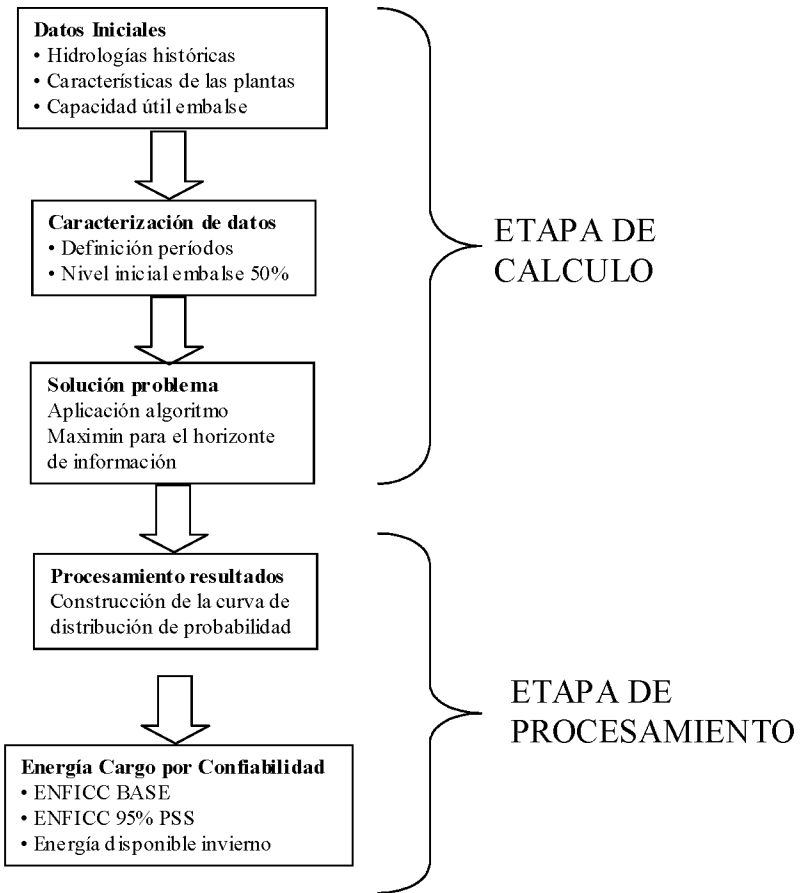 Datos Iniciales
• Hidrologías históricas
• Características de las plantas
• Capacidad útil embalse
Caracterización de datos
• Definición períodos
• Nivel inicial embalse 50%
ETAPA DE
CALCULO
Solución problema
Aplicación algoritmo
Maximin para el horizonte
de información
Procesamiento resultados
Construcción de la curva de
distribución de probabilidad
ETAPA DE
PROCESAMIENTO
Energía Cargo por Confiabilidad
• ENFICC BASE
• ENFICC 95% PSS
• Energía disponible invierno